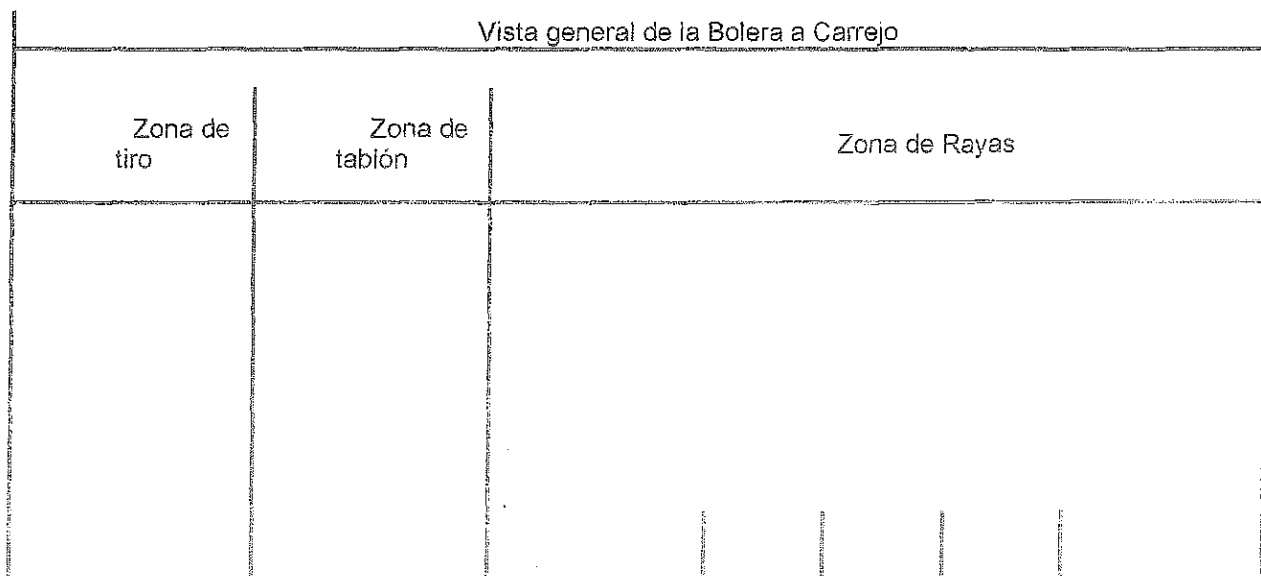 Vista general de la Bolera a Carrejo
Zona de
tiro
Zona de
tablón
Zona de Rayas